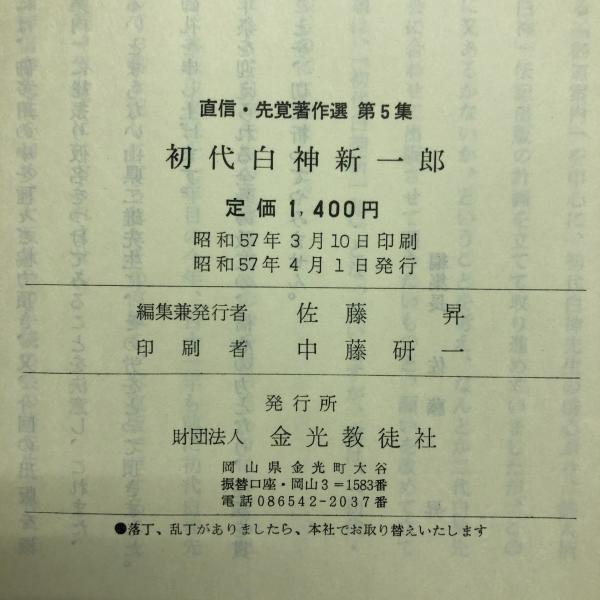 直信・先覚著作選 第5集
初代白神新一郎
定価1,400円
昭和57年3月10日印刷
昭和57年4月1日発行
編集兼発行者 佐藤 昇
印刷者 中藤研一
発行所
財団法人 金光教徒社
岡山県金光町大谷
振替口座・岡山3=1583番
電話086542-2037番
●落丁、乱丁がありましたら、本社でお取り替えいたします